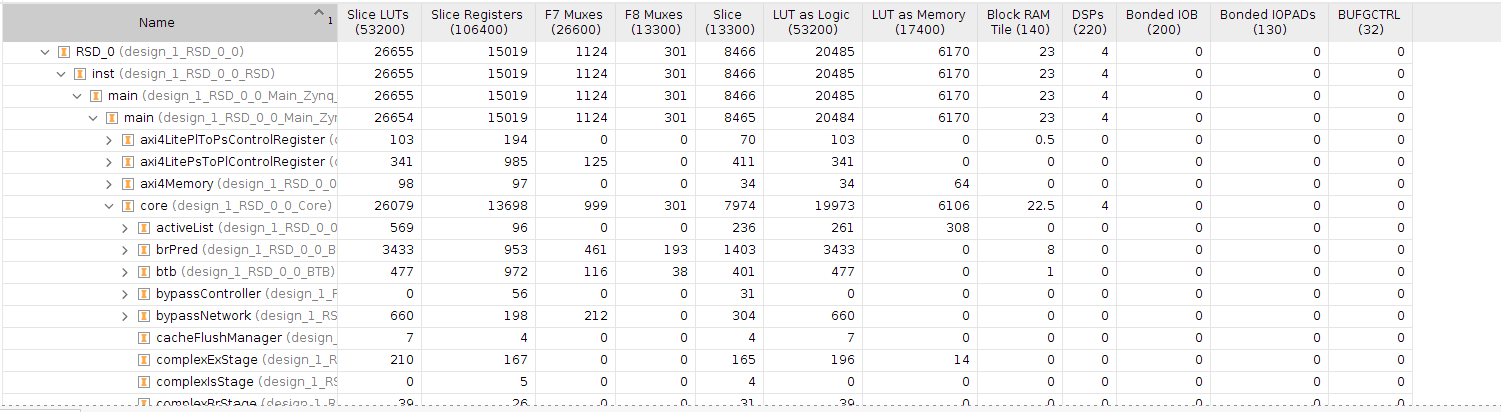 Name 1 Slice LUTs (53200) Slice Registers (106400) F7 Muxes (26600) F8 Muxes (13300) Slice (13300) LUT as Logic (53200) LUT as Memory (17400) Block RAM Tile (140) DSPs (220) Bonded IOB (200) Bonded IOPADs (130) BUFGCTRL (32)
RSD_0 (design_1_RSD_0_0) 26655 15019 1124 301 8466 20485 6170 23 4 0 0 0
inst (design_1_RSD_0_0_RSD) 26655 15019 1124 301 8466 20485 6170 23 4 0 0 0
main (design_1_RSD_0_0_Main_Zynq_ 26655 15019 1124 301 8466 20485 6170 23 4 0 0 0
main (design_1_RSD_0_0_Main_Zyn 26654 15019 1124 301 8465 20484 6170 23 4 0 0 0
axi4LitePlToPsControlRegister ( 103 194 0 0 70 103 0 0.5 0 0 0 0
axi4LitePsToPlControlRegister ( 341 985 125 0 411 341 0 0 0 0 0 0
axi4Memory (design_1_RSD_0_0 98 97 0 0 34 34 64 0 0 0 0 0
core (design_1_RSD_0_0_Core) 26079 13698 999 301 7974 19973 6106 22.5 4 0 0 0
activeList (design_1_RSD_0_0 569 96 0 0 236 261 308 0 0 0 0 0
brPred (design_1_RSD_0_0_B 3433 953 461 193 1403 3433 0 8 0 0 0 0
btb (design_1_RSD_0_0_BTB) 477 972 116 38 401 477 0 1 0 0 0 0
bypassController (design_1_F 0 56 0 0 31 0 0 0 0 0 0 0
bypassNetwork (design_1_RS 660 198 212 0 304 660 0 0 0 0 0 0
cacheFlushManager (design_ 7 4 0 0 4 7 0 0 0 0 0 0
complexExStage (design_1_R 210 167 0 0 165 196 14 0 0 0 0 0
complexIsStage (design_1_RS 0 5 0 0 4 0 0 0 0 0 0 0
complexRrStage (design_1_R 39 26 0 0 31 39 0 0 0 0 0 0